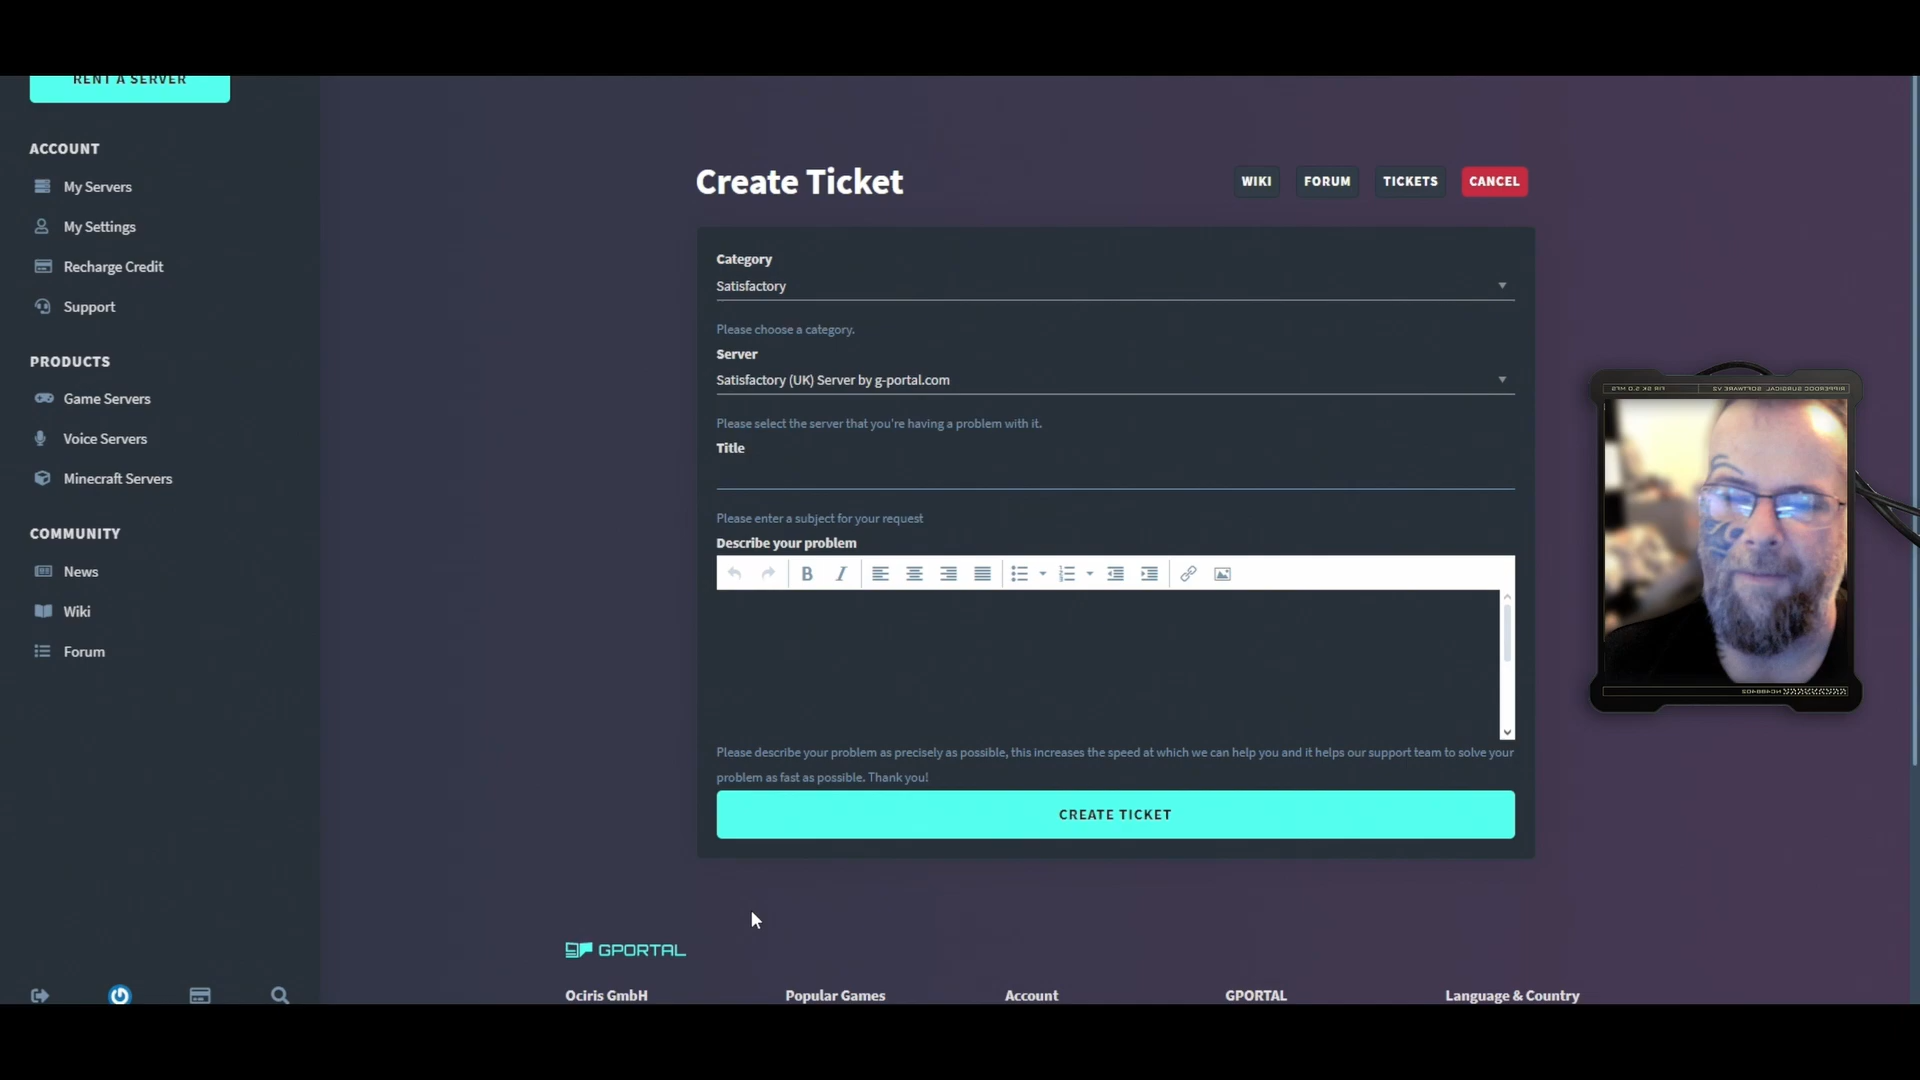 RENT A SERVER
ACCOUNT
My Servers
My Settings
Recharge Credit
Support
PRODUCTS
Game Servers
Voice Servers
Minecraft Servers
COMMUNITY
News
Wiki
Forum
Create Ticket
WIKI
FORUM
TICKETS
CANCEL
Category
Satisfactory
Please choose a category.
Server
Satisfactory (UK) Server by g-portal.com
Please select the server that you're having a problem with it.
Title
Please enter a subject for your request
Describe your problem
Please describe your problem as precisely as possible, this increases the speed at which we can help you and it helps our support team to solve your
problem as fast as possible. Thank you!
CREATE TICKET
GPORTAL
Ociris GmbH
Popular Games
Account
GPORTAL
Language & Country